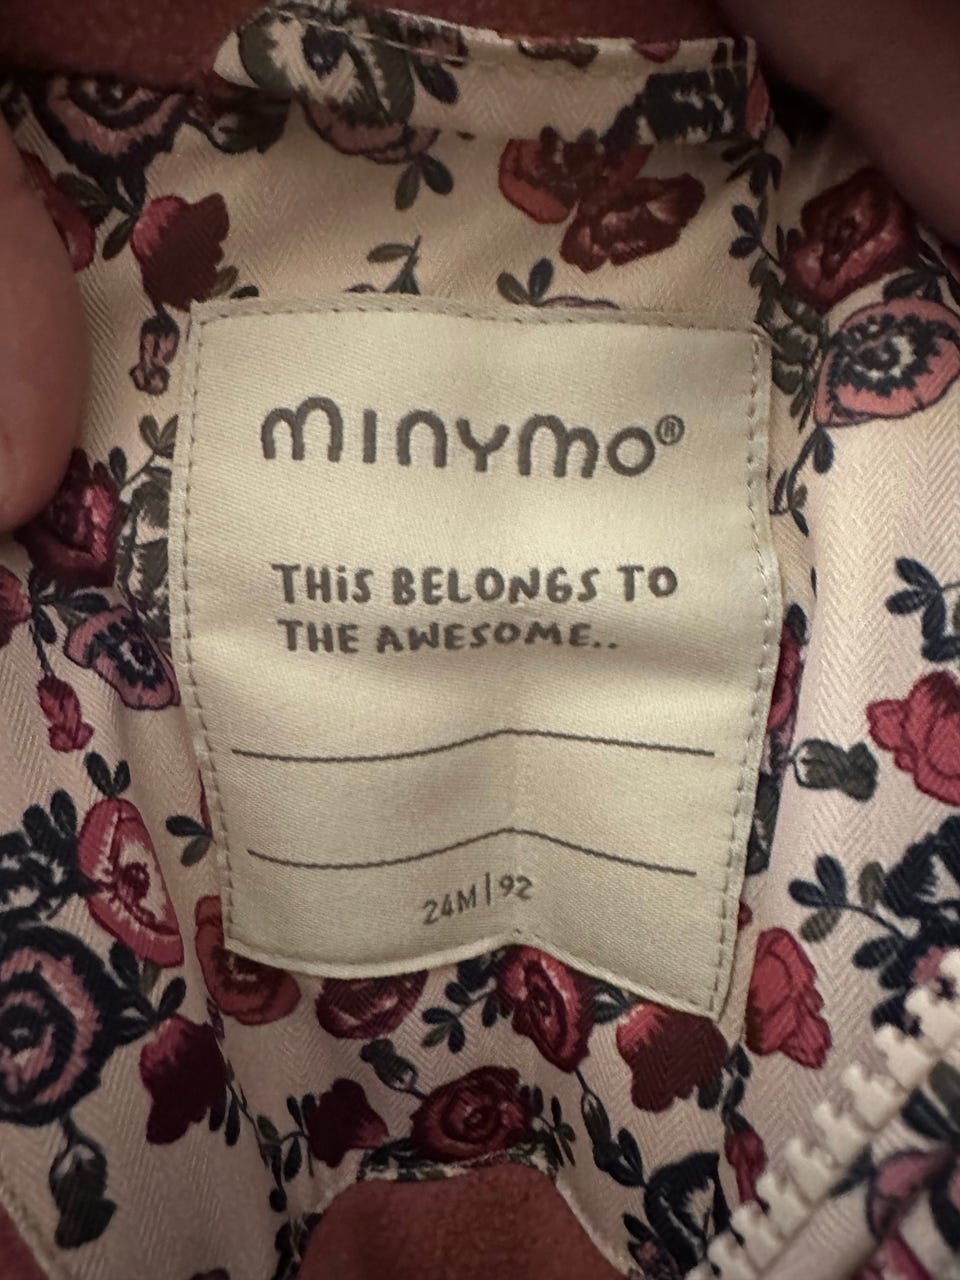 minymo®
THiS BELONGS TO
THE AWESOME..
24M|92